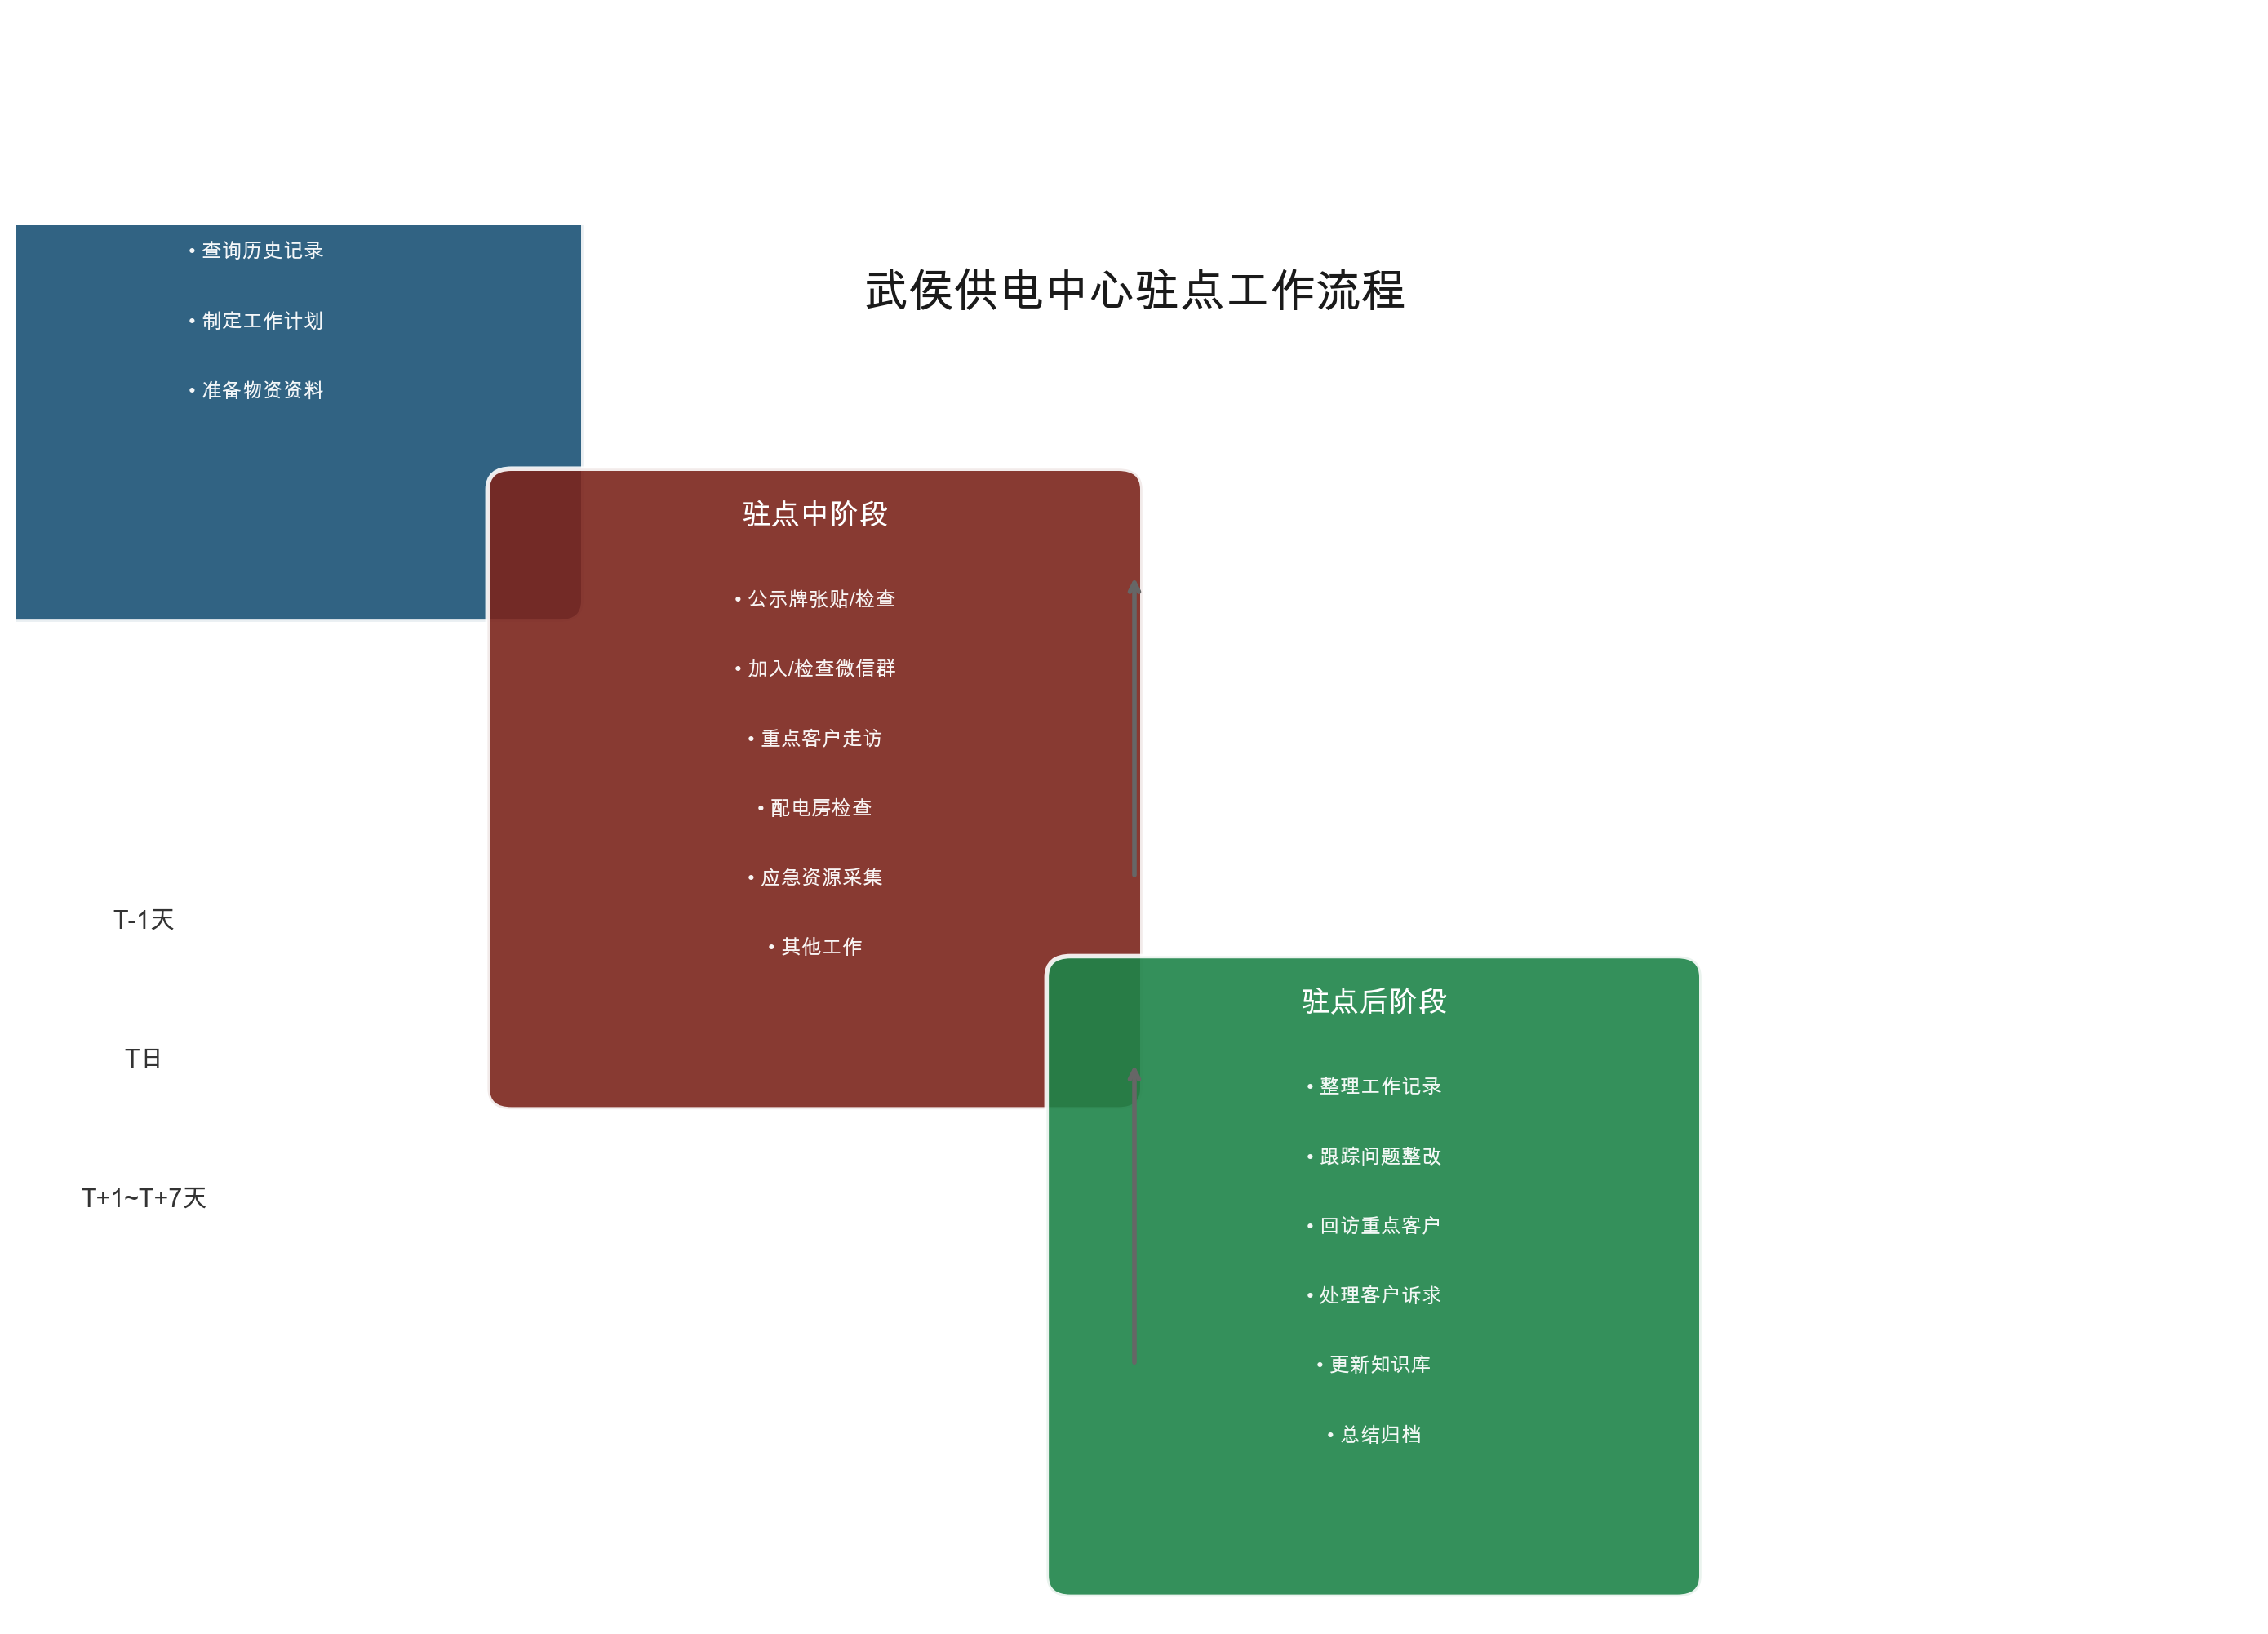 武侯供电中心驻点工作流程
• 查询历史记录
• 制定工作计划
• 准备物资资料
驻点中阶段
• 公示牌张贴/检查
• 加入/检查微信群
• 重点客户走访
• 配电房检查
• 应急资源采集
• 其他工作
驻点后阶段
• 整理工作记录
• 跟踪问题整改
• 回访重点客户
• 处理客户诉求
• 更新知识库
• 总结归档
T-1天
T日
T+1~T+7天